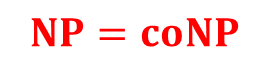 NP = coNP